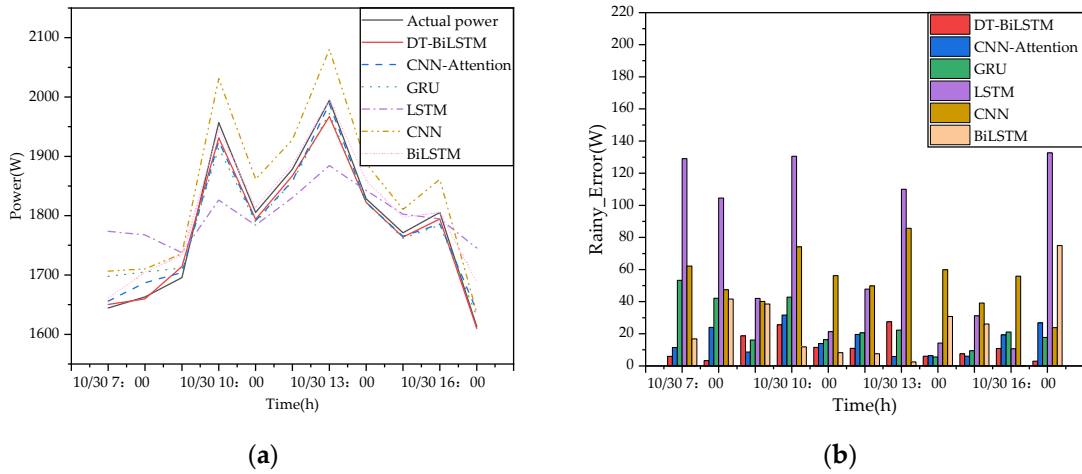 2100
2000
1900
1800
1700
1600
Power(W)
10/30 7: 00
10/30 10: 00
10/30 13: 00
10/30 16: 00
Time(h)
Actual power
DT-BiLSTM
CNN-Attention
GRU
LSTM
CNN
BiLSTM
(a)
220
200
180
160
140
120
100
80
60
40
20
0
Rainy_Error(W)
10/30 7: 00
10/30 10: 00
10/30 13: 00
10/30 16: 00
Time(h)
DT-BiLSTM
CNN-Attention
GRU
LSTM
CNN
BiLSTM
(b)